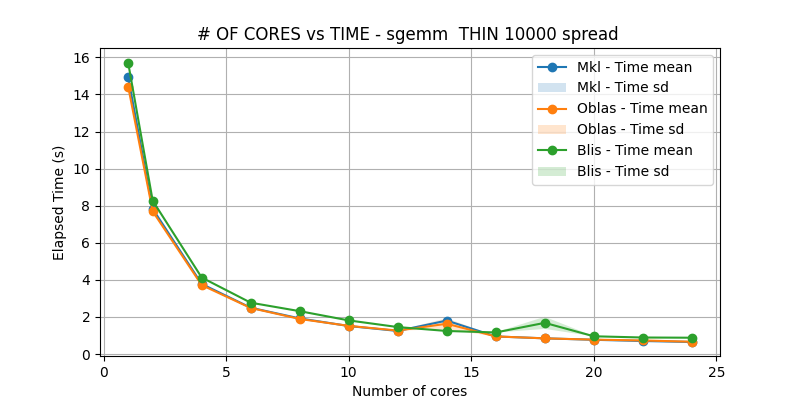 # OF CORES vs TIME - sgemm  THIN 10000 spread
Elapsed Time (s)
16
14
12
10
8
6
4
2
0
Mkl - Time mean
Mkl - Time sd
Oblas - Time mean
Oblas - Time sd
Blis - Time mean
Blis - Time sd
0 5 10 15 20 25
Number of cores